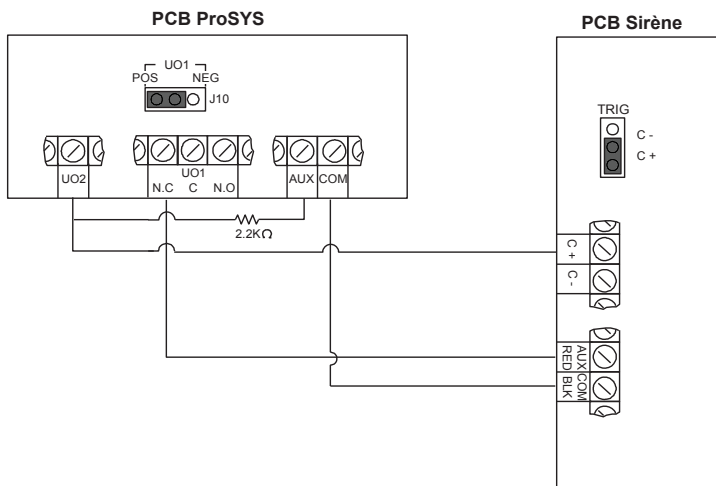 PCB ProSYS
UO1
POS NEG
J10
UO2
N.C
UO1
C
N.O
AUX
COM
2.2KΩ
PCB Sirène
TRIG
C -
C +
C +
C -
AUX
RED
COM
BLK